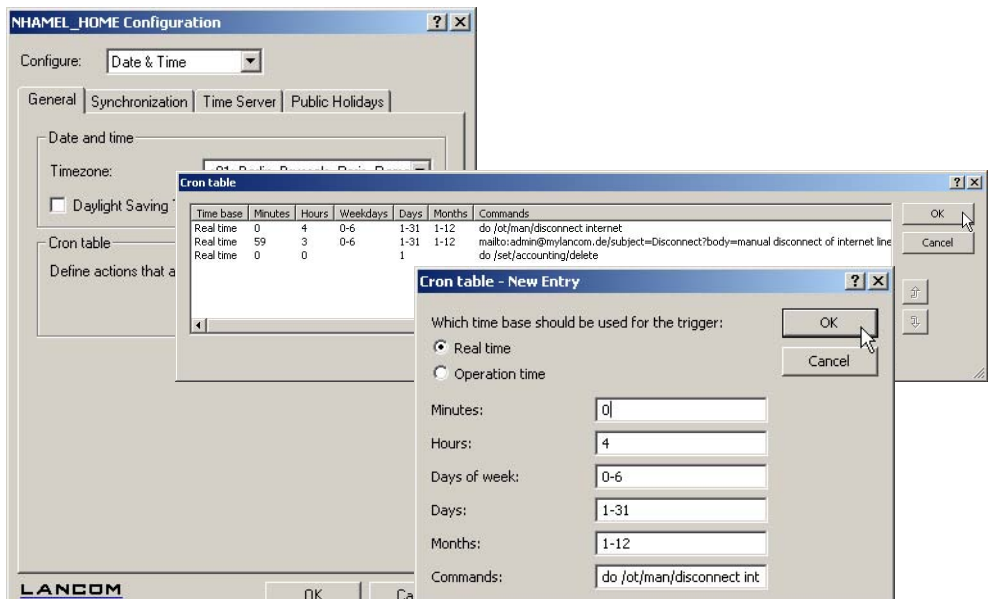 NHAMEL_HOME Configuration
Configure: Date & Time
General Synchronization Time Server Public Holidays
Date and time
Timezone:
Daylight Saving
Cron table
Define actions that a
OK
LANCOM
Cron table
Time base Minutes Hours Weekdays Days Months Commands
Real time 0 4 0-6 1-31 1-12 do /ot/man/disconnect internet
Real time 59 3 0-6 1-31 1-12 mailto:admin@mylancom.de/subject=Disconnect?body=manual disconnect of internet line
Real time 0 0 1 do /set/accounting/delete
OK
Cancel
Cron table - New Entry
Which time base should be used for the trigger:
Real time
Operation time
OK
Cancel
Minutes: 0
Hours: 4
Days of week: 0-6
Days: 1-31
Months: 1-12
Commands: do /ot/man/disconnect int